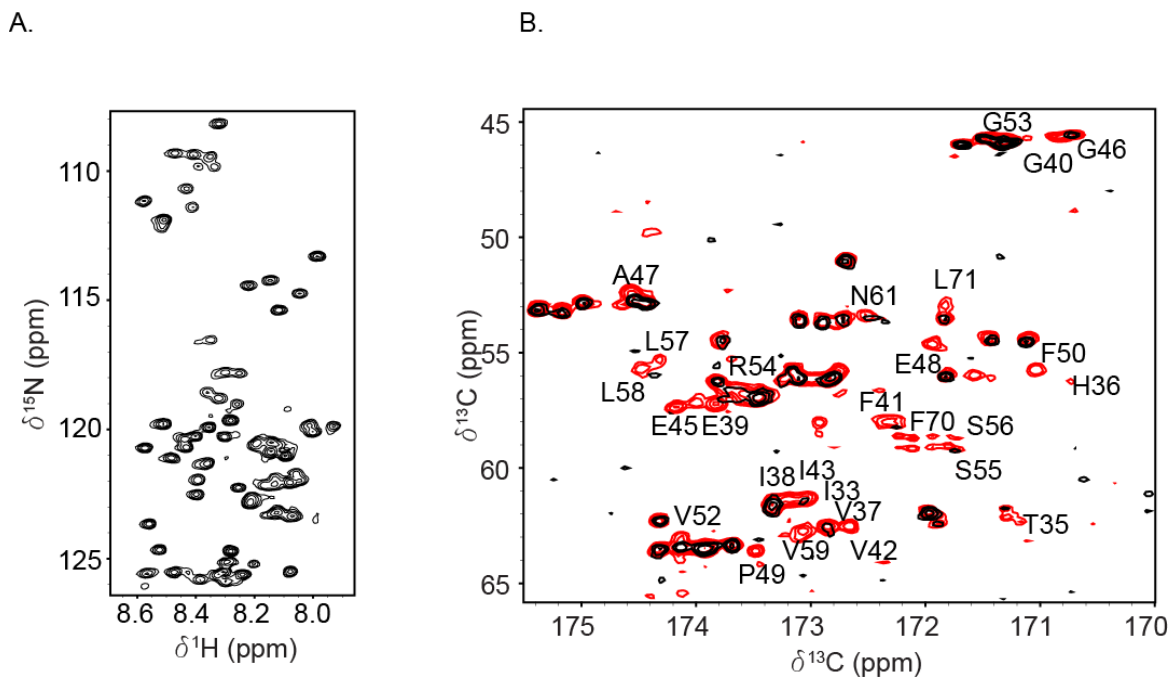 A.
B.
110
115
120
125
δ¹⁵N (ppm)
8.6 8.4 8.2 8.0
δ¹H (ppm)
45
50
55
60
65
δ¹³C (ppm)
G53
G46
G40
A47
L71
N61
L57
E48
F50
R54
L58
H36
F41
E45 E39
F70 S56
S55
I38 I43
I33
V37
T35
V52
V59 V42
P49
175 174 173 172 171 170
δ¹³C (ppm)